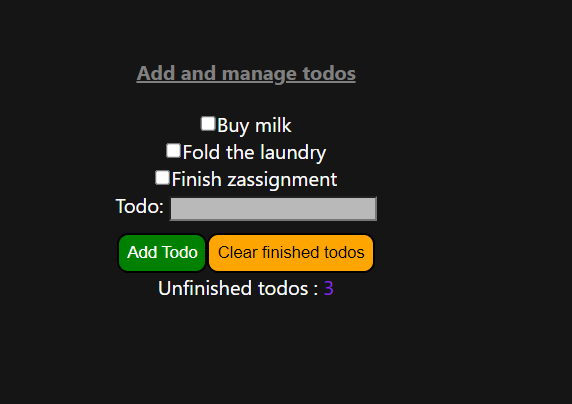 Add and manage todos
Buy milk
Fold the laundry
Finish zassignment
Todo:
Add Todo Clear finished todos
Unfinished todos : 3